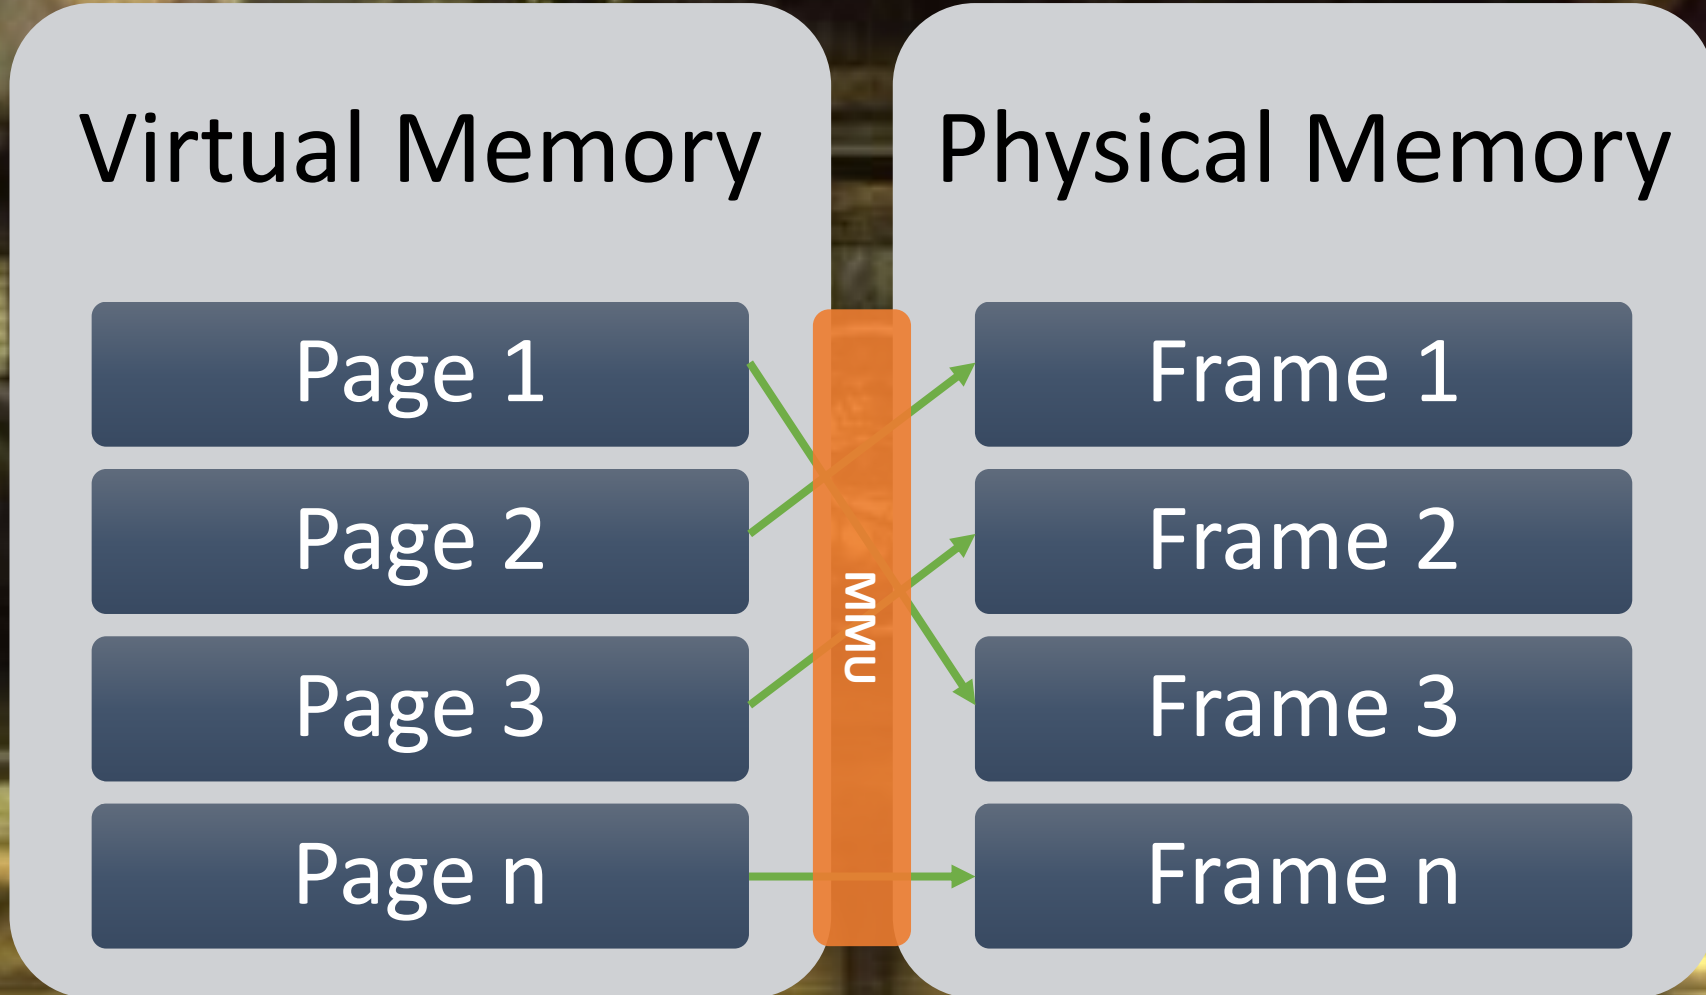 Virtual Memory
Page 1
Page 2
Page 3
Page n
MMU
Physical Memory
Frame 1
Frame 2
Frame 3
Frame n